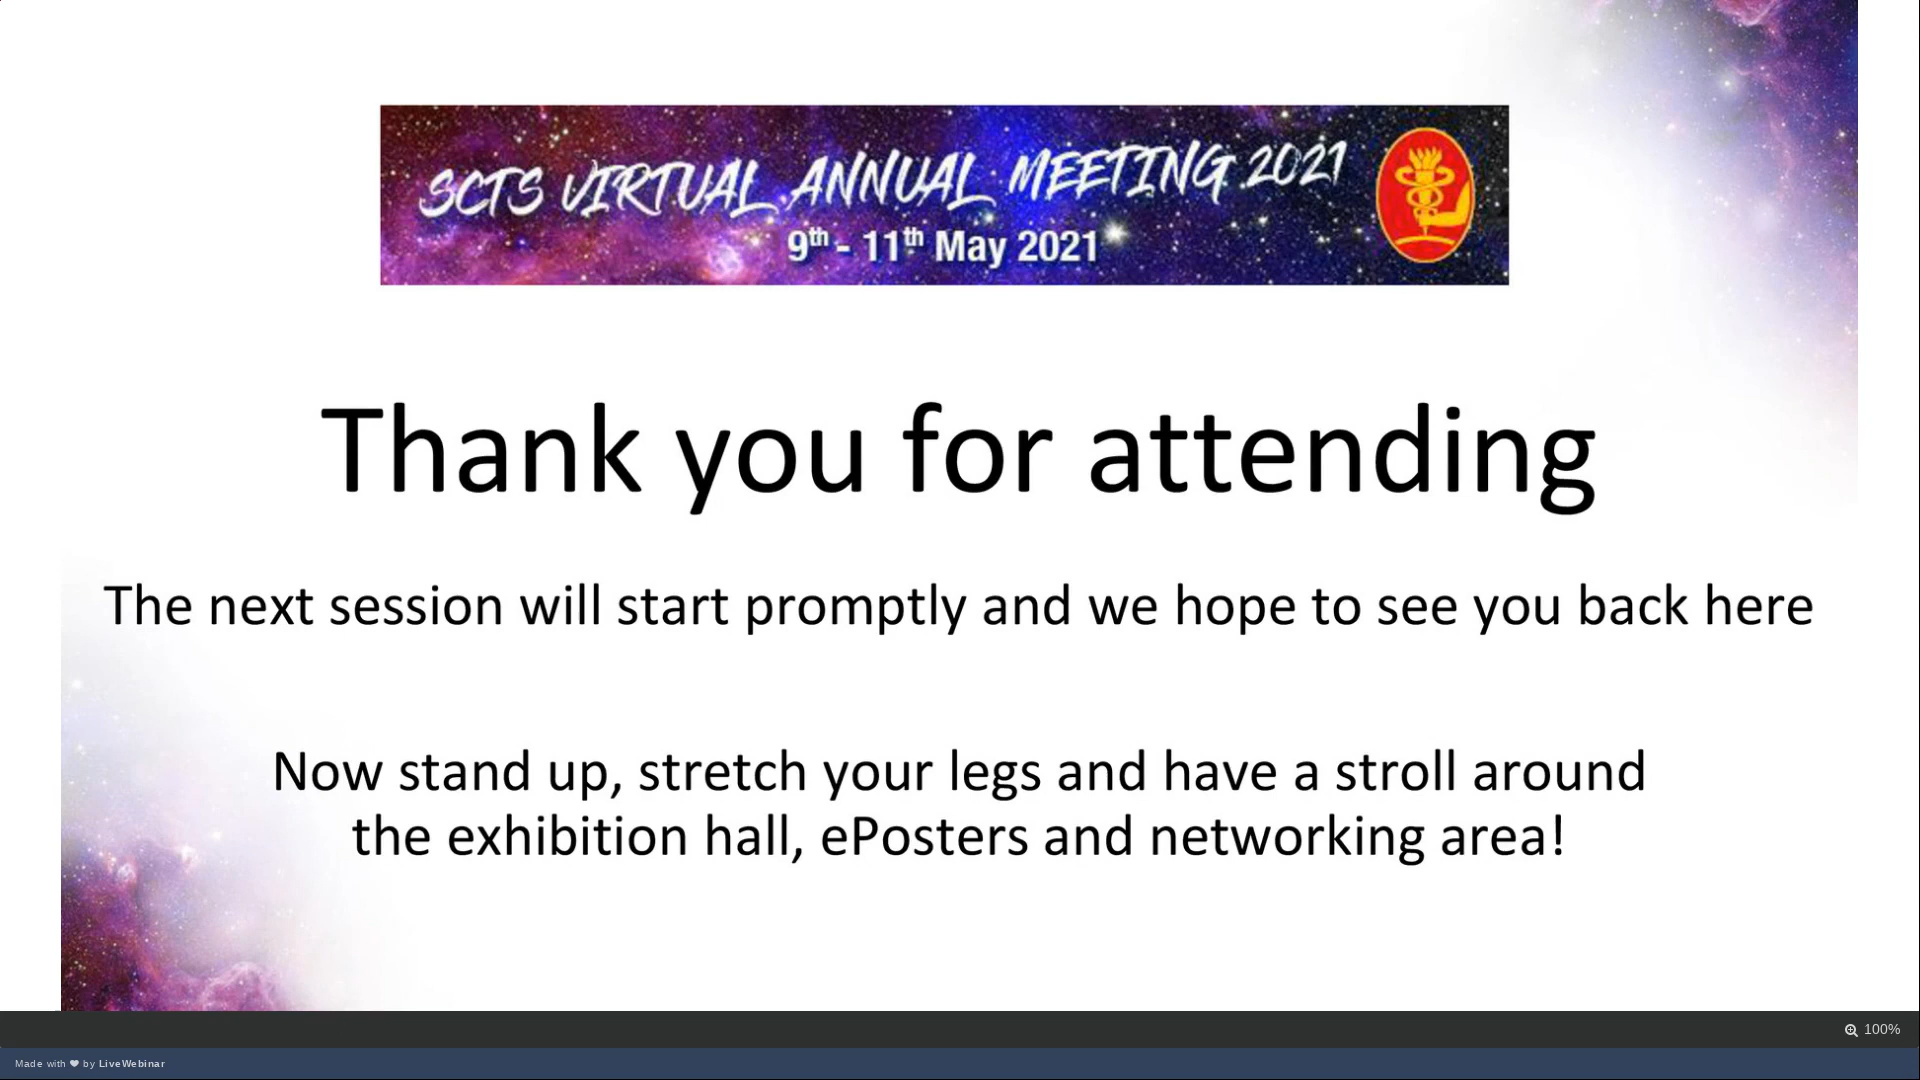 SCTS VIRTUAL ANNUAL MEETING 2021
9th - 11th May 2021
Thank you for attending
The next session will start promptly and we hope to see you back here
Now stand up, stretch your legs and have a stroll around
the exhibition hall, ePosters and networking area!
100%
Made with ♥ by LiveWebinar